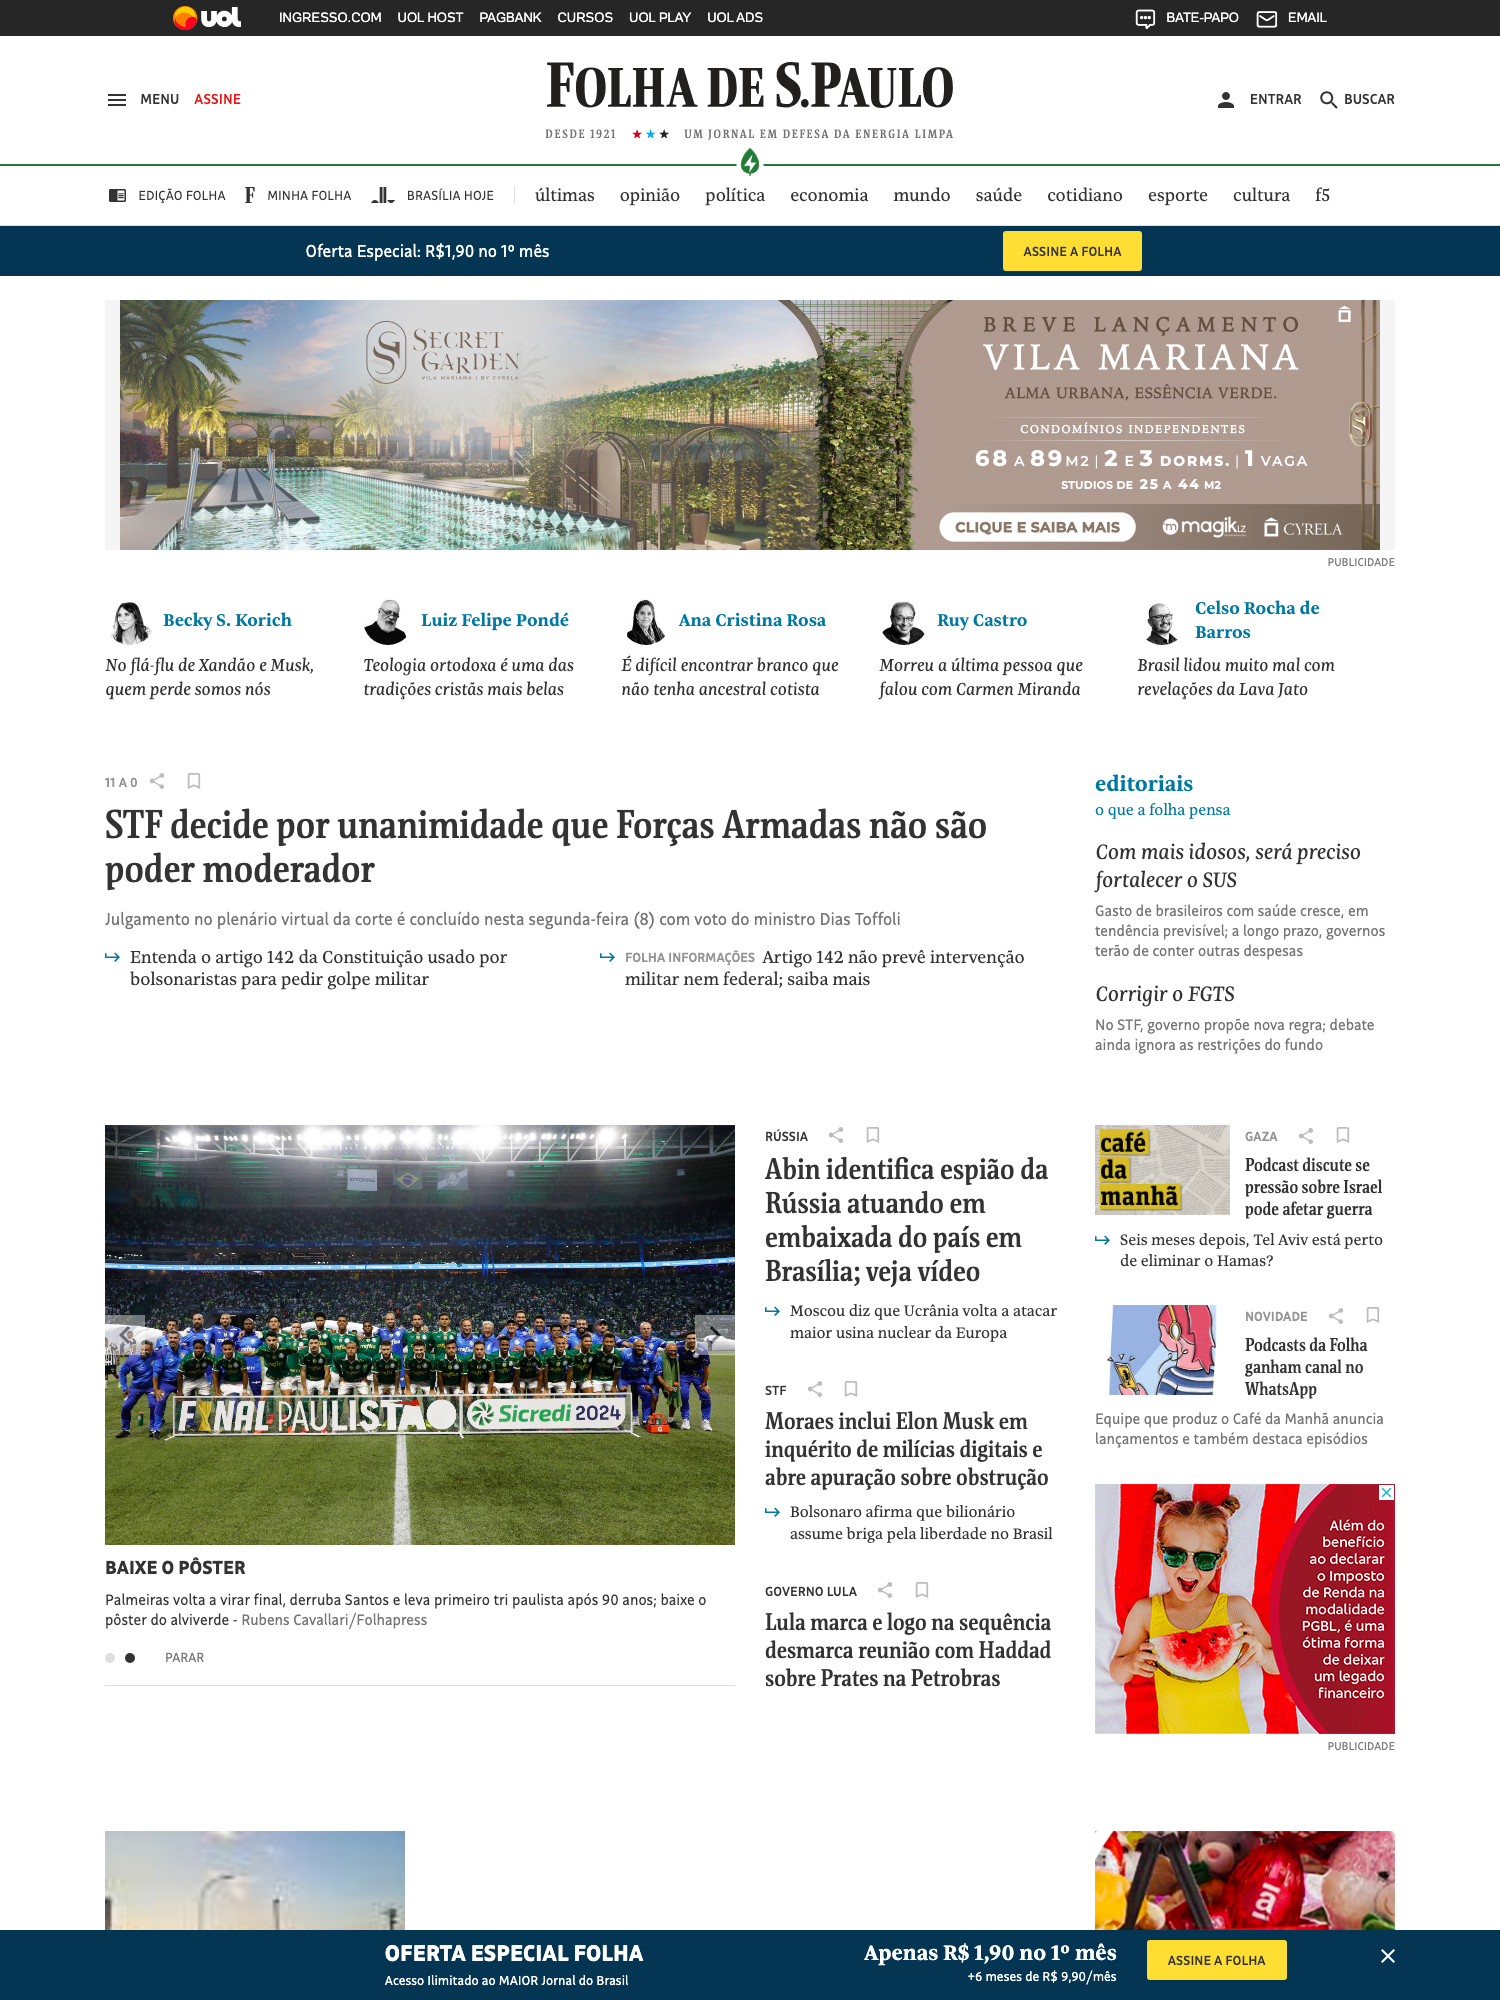 uol INGRESSO.COM UOL HOST PAGBANK CURSOS UOL PLAY UOL ADS BATE-PAPO EMAIL
MENU ASSINE
FOLHA DE S.PAULO
ENTRAR BUSCAR
DESDE 1921 ★★★ UM JORNAL EM DEFESA DA ENERGIA LIMPA
EDIÇÃO FOLHA F MINHA FOLHA BRASÍLIA HOJE últimas opinião política economia mundo saúde cotidiano esporte cultura f5
Oferta Especial: R$1,90 no 1º mês
ASSINE A FOLHA
SECRET
GARDEN
VILA MARIANA | BY CYRELA
BREVE LANÇAMENTO
VILA MARIANA
ALMA URBANA, ESSÊNCIA VERDE.
CONDOMÍNIOS INDEPENDENTES
68 A 89M2 | 2 E 3 DORMS. | 1 VAGA
STUDIOS DE 25 A 44 M2
CLIQUE E SAIBA MAIS
magik LZ
CYRELA
PUBLICIDADE
Becky S. Korich
No flá-flu de Xandão e Musk,
quem perde somos nós
Luiz Felipe Pondé
Teologia ortodoxa é uma das
tradições cristãs mais belas
Ana Cristina Rosa
É difícil encontrar branco que
não tenha ancestral cotista
Ruy Castro
Morreu a última pessoa que
falou com Carmen Miranda
Celso Rocha de
Barros
Brasil lidou muito mal com
revelações da Lava Jato
11 A 0
STF decide por unanimidade que Forças Armadas não são
poder moderador
Julgamento no plenário virtual da corte é concluído nesta segunda-feira (8) com voto do ministro Dias Toffoli
Entenda o artigo 142 da Constituição usado por
bolsonaristas para pedir golpe militar
FOLHA INFORMAÇÕES Artigo 142 não prevê intervenção
militar nem federal; saiba mais
editoriais
o que a folha pensa
Com mais idosos, será preciso
fortalecer o SUS
Gasto de brasileiros com saúde cresce, em
tendência previsível; a longo prazo, governos
terão de conter outras despesas
Corrigir o FGTS
No STF, governo propõe nova regra; debate
ainda ignora as restrições do fundo
FINAL PAULISTÃO Sicredi 2024
BAIXE O PÔSTER
Palmeiras volta a virar final, derruba Santos e leva primeiro tri paulista após 90 anos; baixe o
pôster do alviverde - Rubens Cavallari/Folhapress
PARAR
RÚSSIA
Abin identifica espião da
Rússia atuando em
embaixada do país em
Brasília; veja vídeo
Moscou diz que Ucrânia volta a atacar
maior usina nuclear da Europa
STF
Moraes inclui Elon Musk em
inquérito de milícias digitais e
abre apuração sobre obstrução
Bolsonaro afirma que bilionário
assume briga pela liberdade no Brasil
GOVERNO LULA
Lula marca e logo na sequência
desmarca reunião com Haddad
sobre Prates na Petrobras
café
da
manhã
GAZA
Podcast discute se
pressão sobre Israel
pode afetar guerra
Seis meses depois, Tel Aviv está perto
de eliminar o Hamas?
NOVIDADE
Podcasts da Folha
ganham canal no
WhatsApp
Equipe que produz o Café da Manhã anuncia
lançamentos e também destaca episódios
Além do
benefício
ao declarar
o Imposto
de Renda na
modalidade
PGBL, é uma
ótima forma
de deixar
um legado
financeiro
PUBLICIDADE
OFERTA ESPECIAL FOLHA
Acesso Ilimitado ao MAIOR Jornal do Brasil
Apenas R$ 1,90 no 1º mês
+6 meses de R$ 9,90/mês
ASSINE A FOLHA